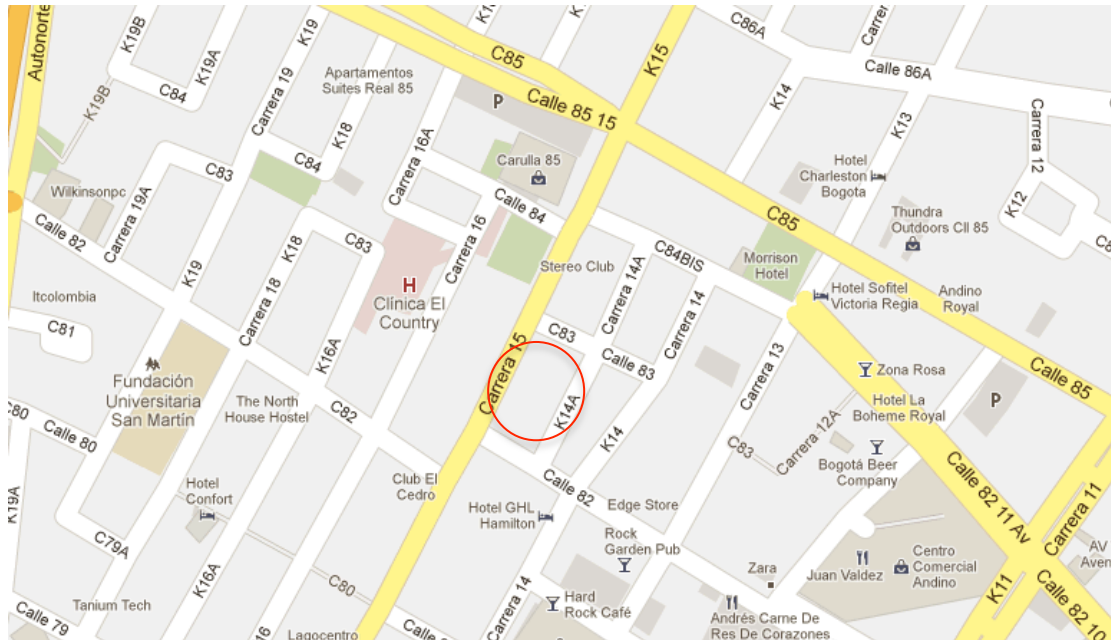 Autonorte
K19B
K19A
K19
C84
K19B
Carrera 19
K18
C84
Apartamentos
Suites Real 85
Carrera 16A
P
C85
Calle 85 15
K15
C86A
K14
Calle 86A
K13
Carrera 12
K12
Carulla 85
Calle 84
Hotel
Charleston
Bogota
Thundra
Outdoors Cll 85
C85
Wilkinsonpc
Carrera 19A
C83
Calle 82
K19
K18
C83
Carrera 16
H
Clínica El
Country
Stereo Club
Carrera 14A
C84BIS
Carrera 14
Morrison
Hotel
Hotel Sofitel
Victoria Regia
Andino
Royal
Calle 85
Itcolombia
C81
Carrera 18
K16A
Carrera 15
C83
Calle 83
K14A
K14
Carrera 13
Zona Rosa
Hotel La
Boheme Royal
P
Fundación
Universitaria
San Martín
The North
House Hostel
C82
C80
Calle 80
C83
Carrera 12A
Bogotá Beer
Company
Calle 82 11 Av
Carrera 11
Hotel
Confort
Club El
Cedro
Calle 82
Hotel GHL
Hamilton
Edge Store
Rock
Garden Pub
K19A
C79A
K16A
C80
Zara
Juan Valdez
Centro
Comercial
Andino
AV
K11
Calle 82 10
Tanium Tech
Calle 79
Lagocentro
Carrera 14
Hard
Rock Café
Andrés Carne De
Res De Corazones